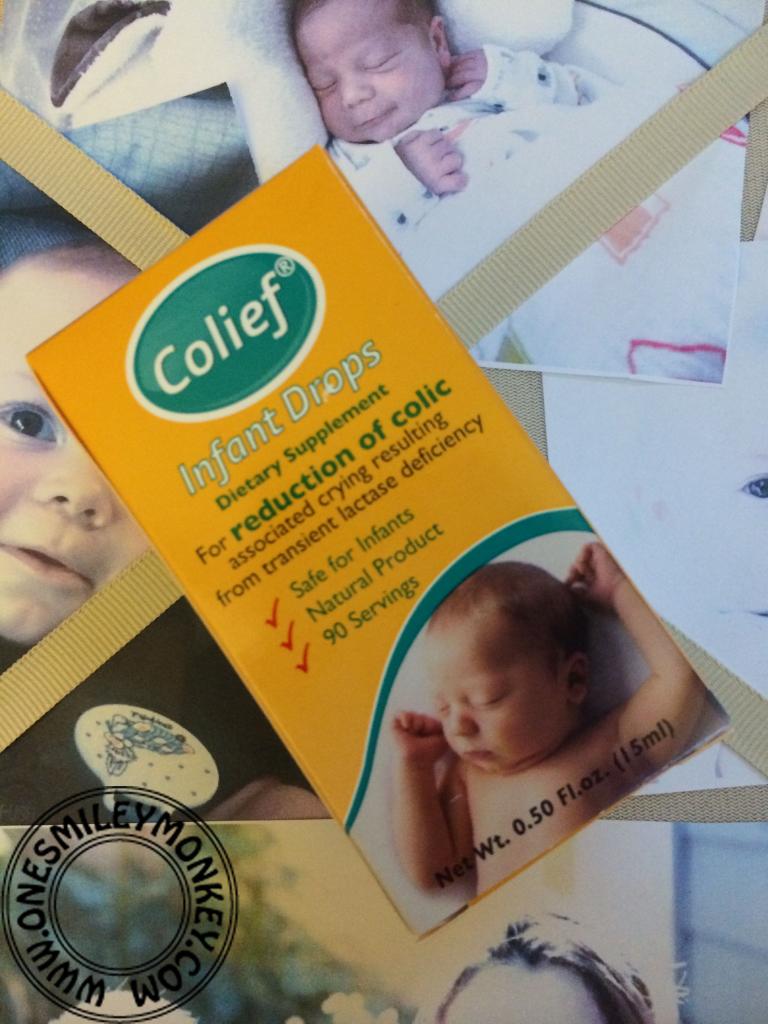 Colief®
Infant Drops
Dietary Supplement
For reduction of colic
associated crying resulting
from transient lactase deficiency
✓ Safe for Infants
✓ Natural Product
✓ 90 Servings
Net Wt. 0.50 Fl.oz. (15ml)
WWW.ONESMILEYMONKEY.COM